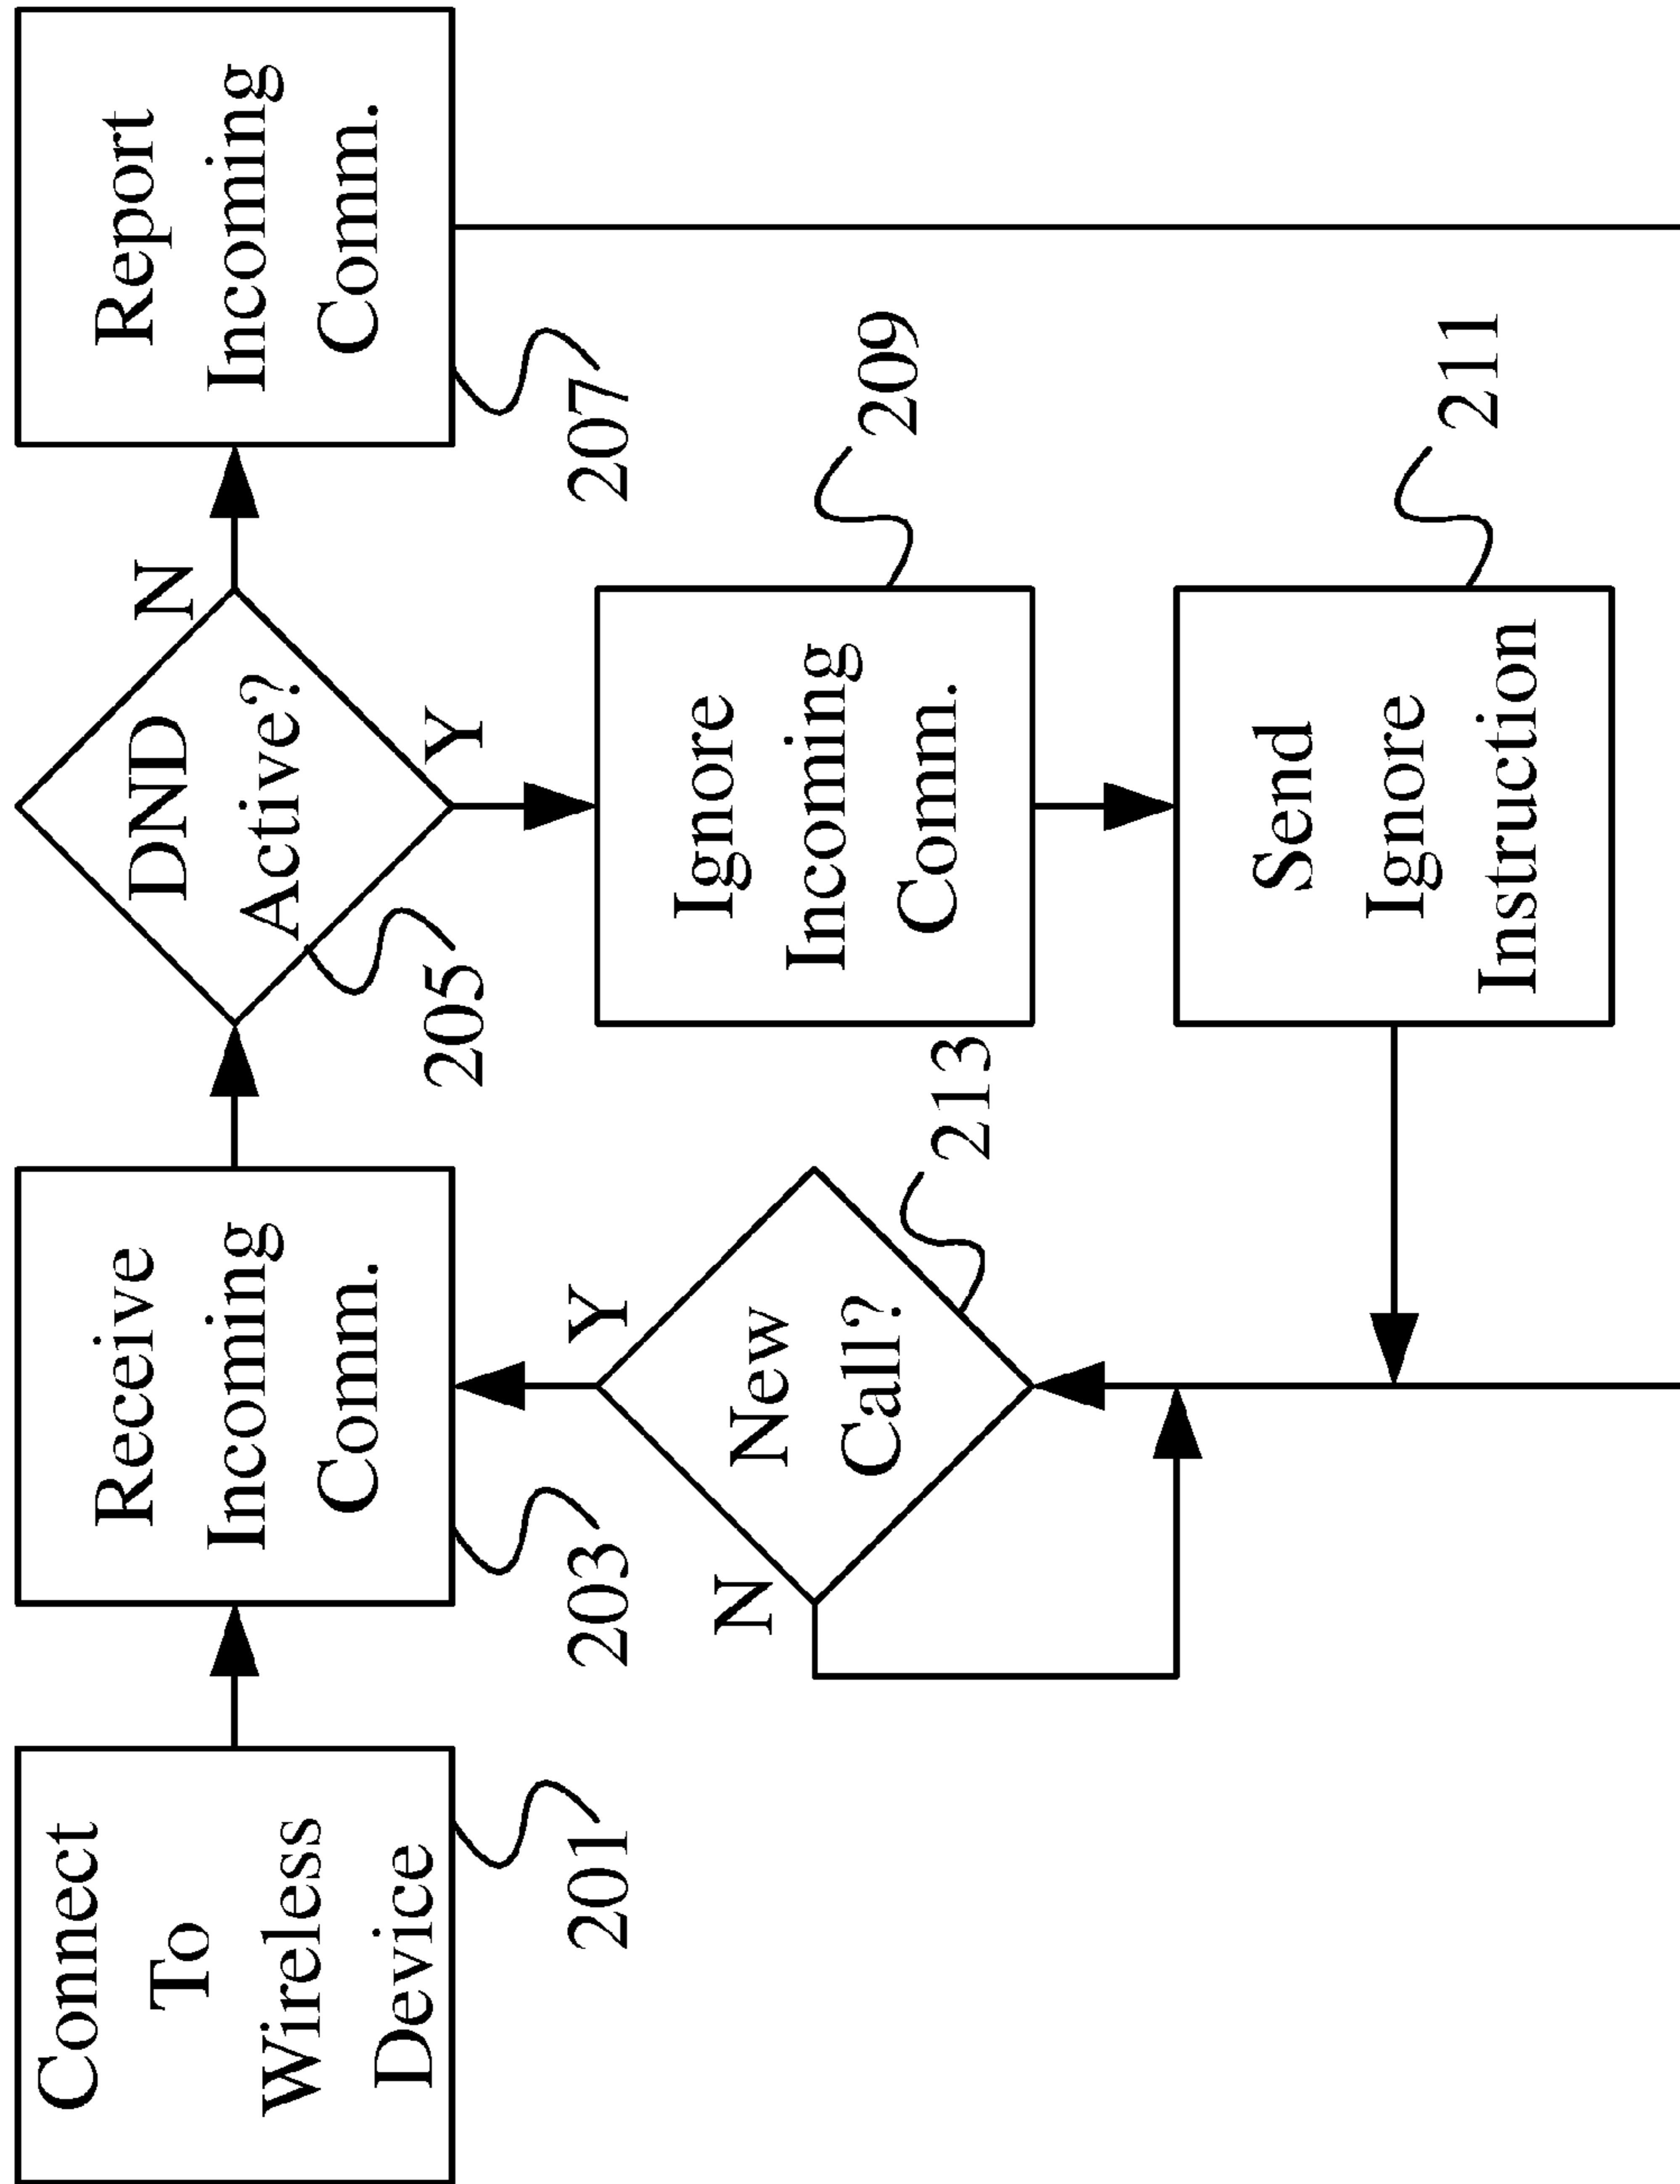 Connect
To
Wireless
Device
201
Receive
Incoming
Comm.
203
DND
Active?
N
Y
205
Report
Incoming
Comm.
207
Ignore
Incoming
Comm.
209
Send
Ignore
Instruction
211
New
Call?
Y
N
213